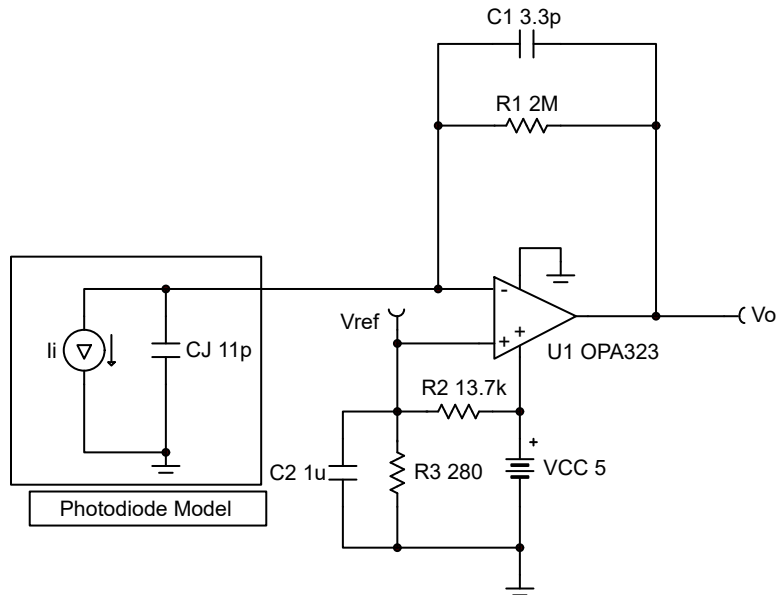 C1 3.3p
R1 2M
-
Vref
+
+
Vo
Ii
CJ 11p
U1 OPA323
R2 13.7k
+
C2 1u
R3 280
VCC 5
Photodiode Model